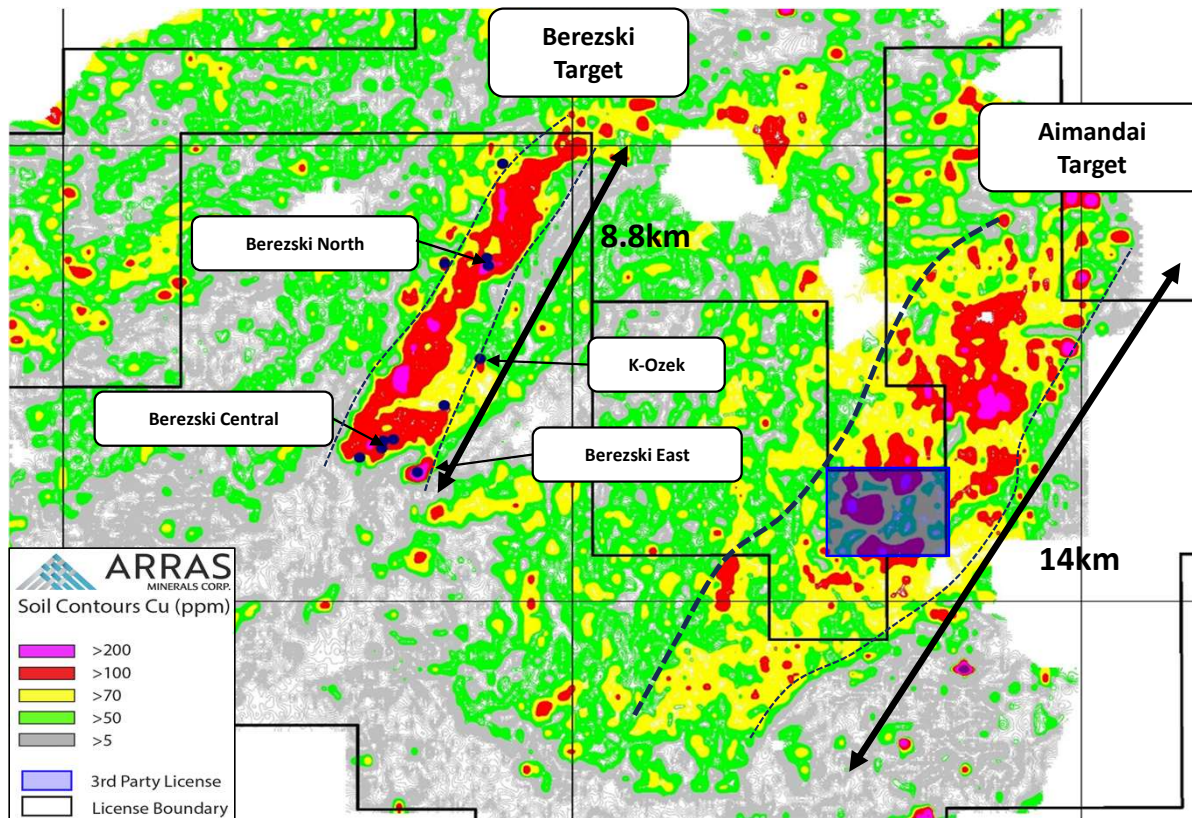 Berezski
Target
Aimandai
Target
Berezski North
8.8km
K-Ozek
Berezski Central
Berezski East
14km
ARRAS
MINERALS CORP.
Soil Contours Cu (ppm)
>200
>100
>70
>50
>5
3rd Party License
License Boundary